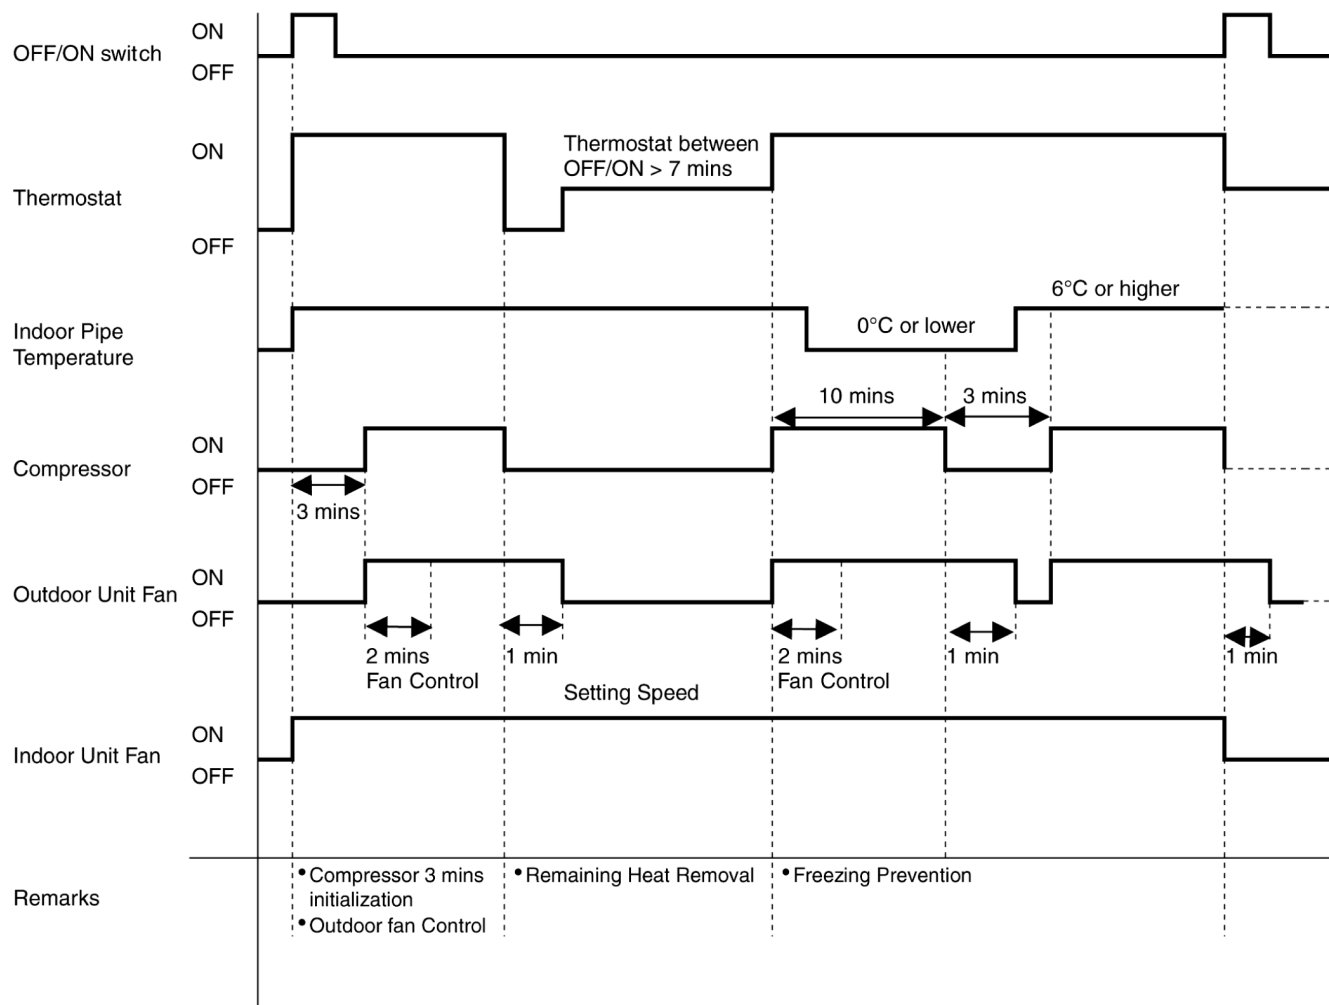 OFF/ON switch
ON
OFF
Thermostat
ON
OFF
Thermostat between
OFF/ON > 7 mins
Indoor Pipe
Temperature
0°C or lower
6°C or higher
10 mins
3 mins
Compressor
ON
OFF
3 mins
Outdoor Unit Fan
ON
OFF
2 mins
Fan Control
1 min
2 mins
Fan Control
1 min
1 min
Setting Speed
Indoor Unit Fan
ON
OFF
Remarks
• Compressor 3 mins
initialization
• Outdoor fan Control
• Remaining Heat Removal
• Freezing Prevention